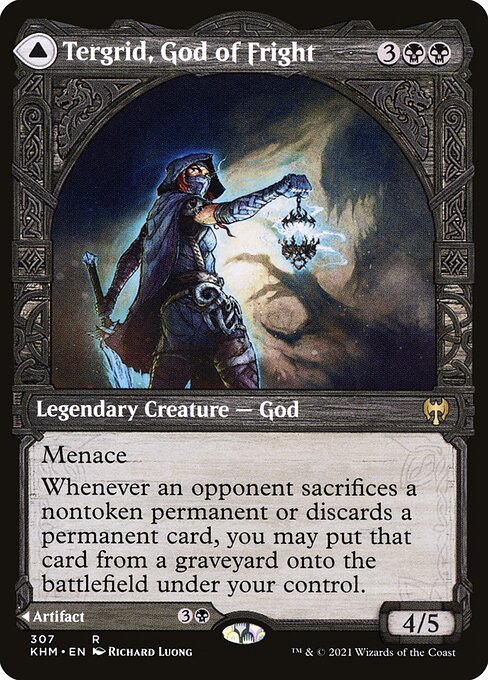 Tergrid, God of Fright 3
Legendary Creature — God
Menace
Whenever an opponent sacrifices a
nontoken permanent or discards a
permanent card, you may put that
card from a graveyard onto the
battlefield under your control.
Artifact 3
4/5
307 R
KHM • EN Richard Luong
™ & © 2021 Wizards of the Coast